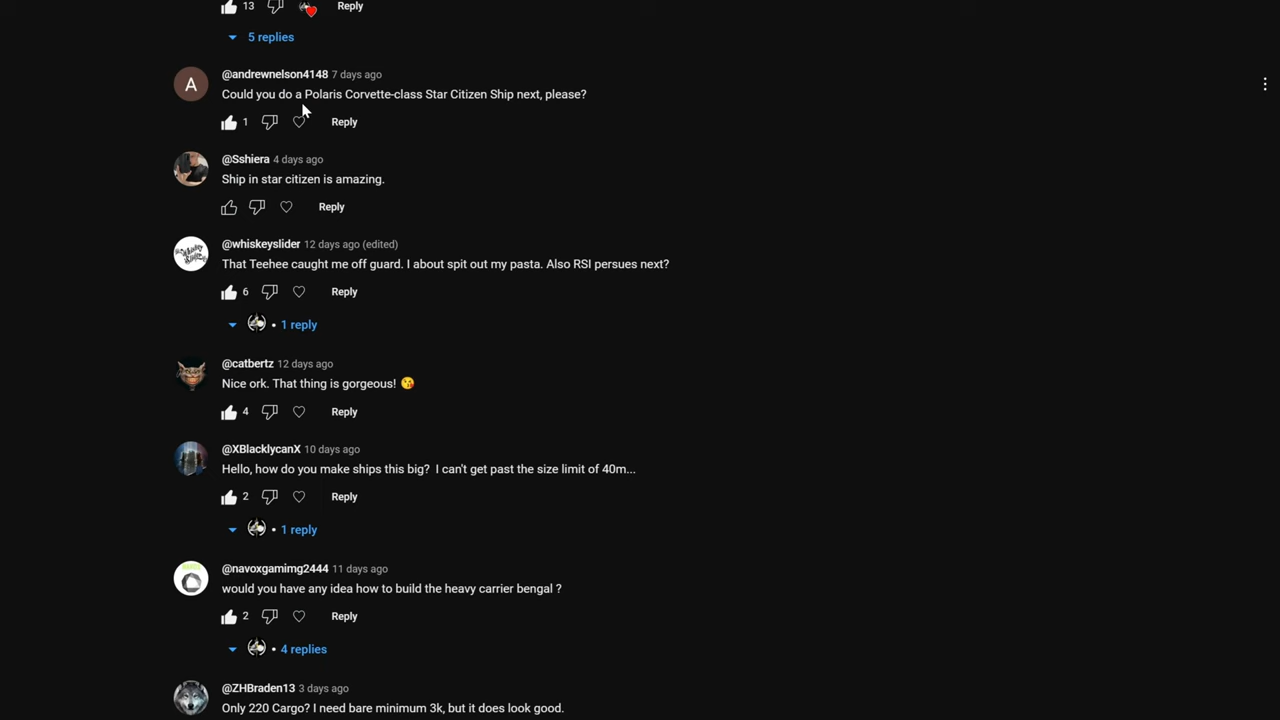 13 Reply
5 replies
@andrewnelson4148 7 days ago
Could you do a Polaris Corvette-class Star Citizen Ship next, please?
1 Reply
@Sshiera 4 days ago
Ship in star citizen is amazing.
Reply
@whiskeyslider 12 days ago (edited)
That Teehee caught me off guard. I about spit out my pasta. Also RSI persues next?
6 Reply
• 1 reply
@catbertz 12 days ago
Nice ork. That thing is gorgeous! 😘
4 Reply
@XBlacklycanX 10 days ago
Hello, how do you make ships this big? I can't get past the size limit of 40m...
2 Reply
• 1 reply
@navoxgamimg2444 11 days ago
would you have any idea how to build the heavy carrier bengal ?
2 Reply
• 4 replies
@ZHBraden13 3 days ago
Only 220 Cargo? I need bare minimum 3k, but it does look good.